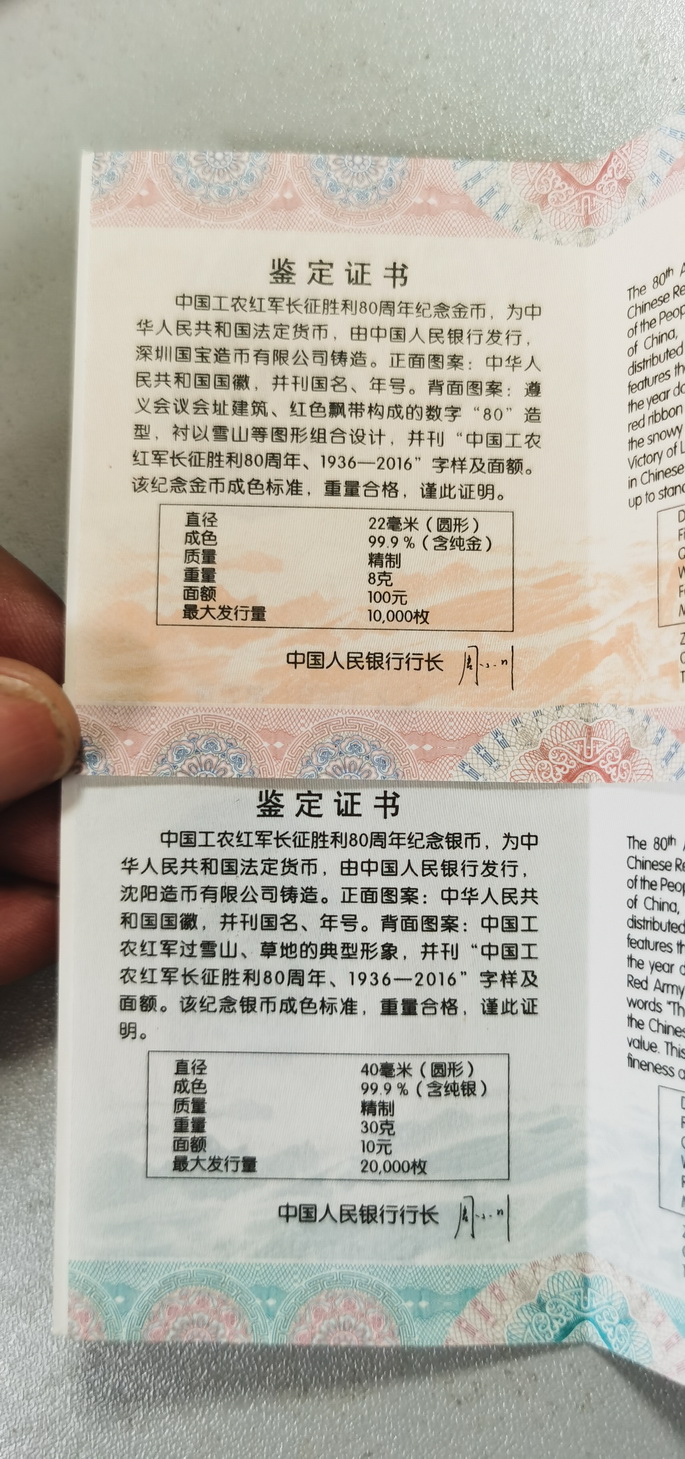 鉴定证书
中国工农红军长征胜利80周年纪念金币，为中
华人民共和国法定货币，由中国人民银行发行，
深圳国宝造币有限公司铸造。正面图案：中华人
民共和国国徽，并刊国名、年号。背面图案：遵
义会议会址建筑、红色飘带构成的数字“80”造
型，衬以雪山等图形组合设计，并刊“中国工农
红军长征胜利80周年、1936—2016”字样及面额。
该纪念金币成色标准，重量合格，谨此证明。
直径 22毫米（圆形）
成色 99.9％（含纯金）
质量 精制
重量 8克
面额 100元
最大发行量 10,000枚
中国人民银行行长
The 80th
Chinese Re
of the Peop
of China,
distributed
features th
the year do
red ribbon
the snowy
Victory of L
in Chinese
up to stand
鉴定证书
中国工农红军长征胜利80周年纪念银币，为中
华人民共和国法定货币，由中国人民银行发行，
沈阳造币有限公司铸造。正面图案：中华人民共
和国国徽，并刊国名、年号。背面图案：中国工
农红军过雪山、草地的典型形象，并刊“中国工
农红军长征胜利80周年、1936—2016”字样及
面额。该纪念银币成色标准，重量合格，谨此证
明。
直径 40毫米（圆形）
成色 99.9％（含纯银）
质量 精制
重量 30克
面额 10元
最大发行量 20,000枚
中国人民银行行长
The 80th
Chinese Re
of the Peop
of China,
distributed
features th
the year
Red Army
words "Th
the Chines
value. This
fineness a